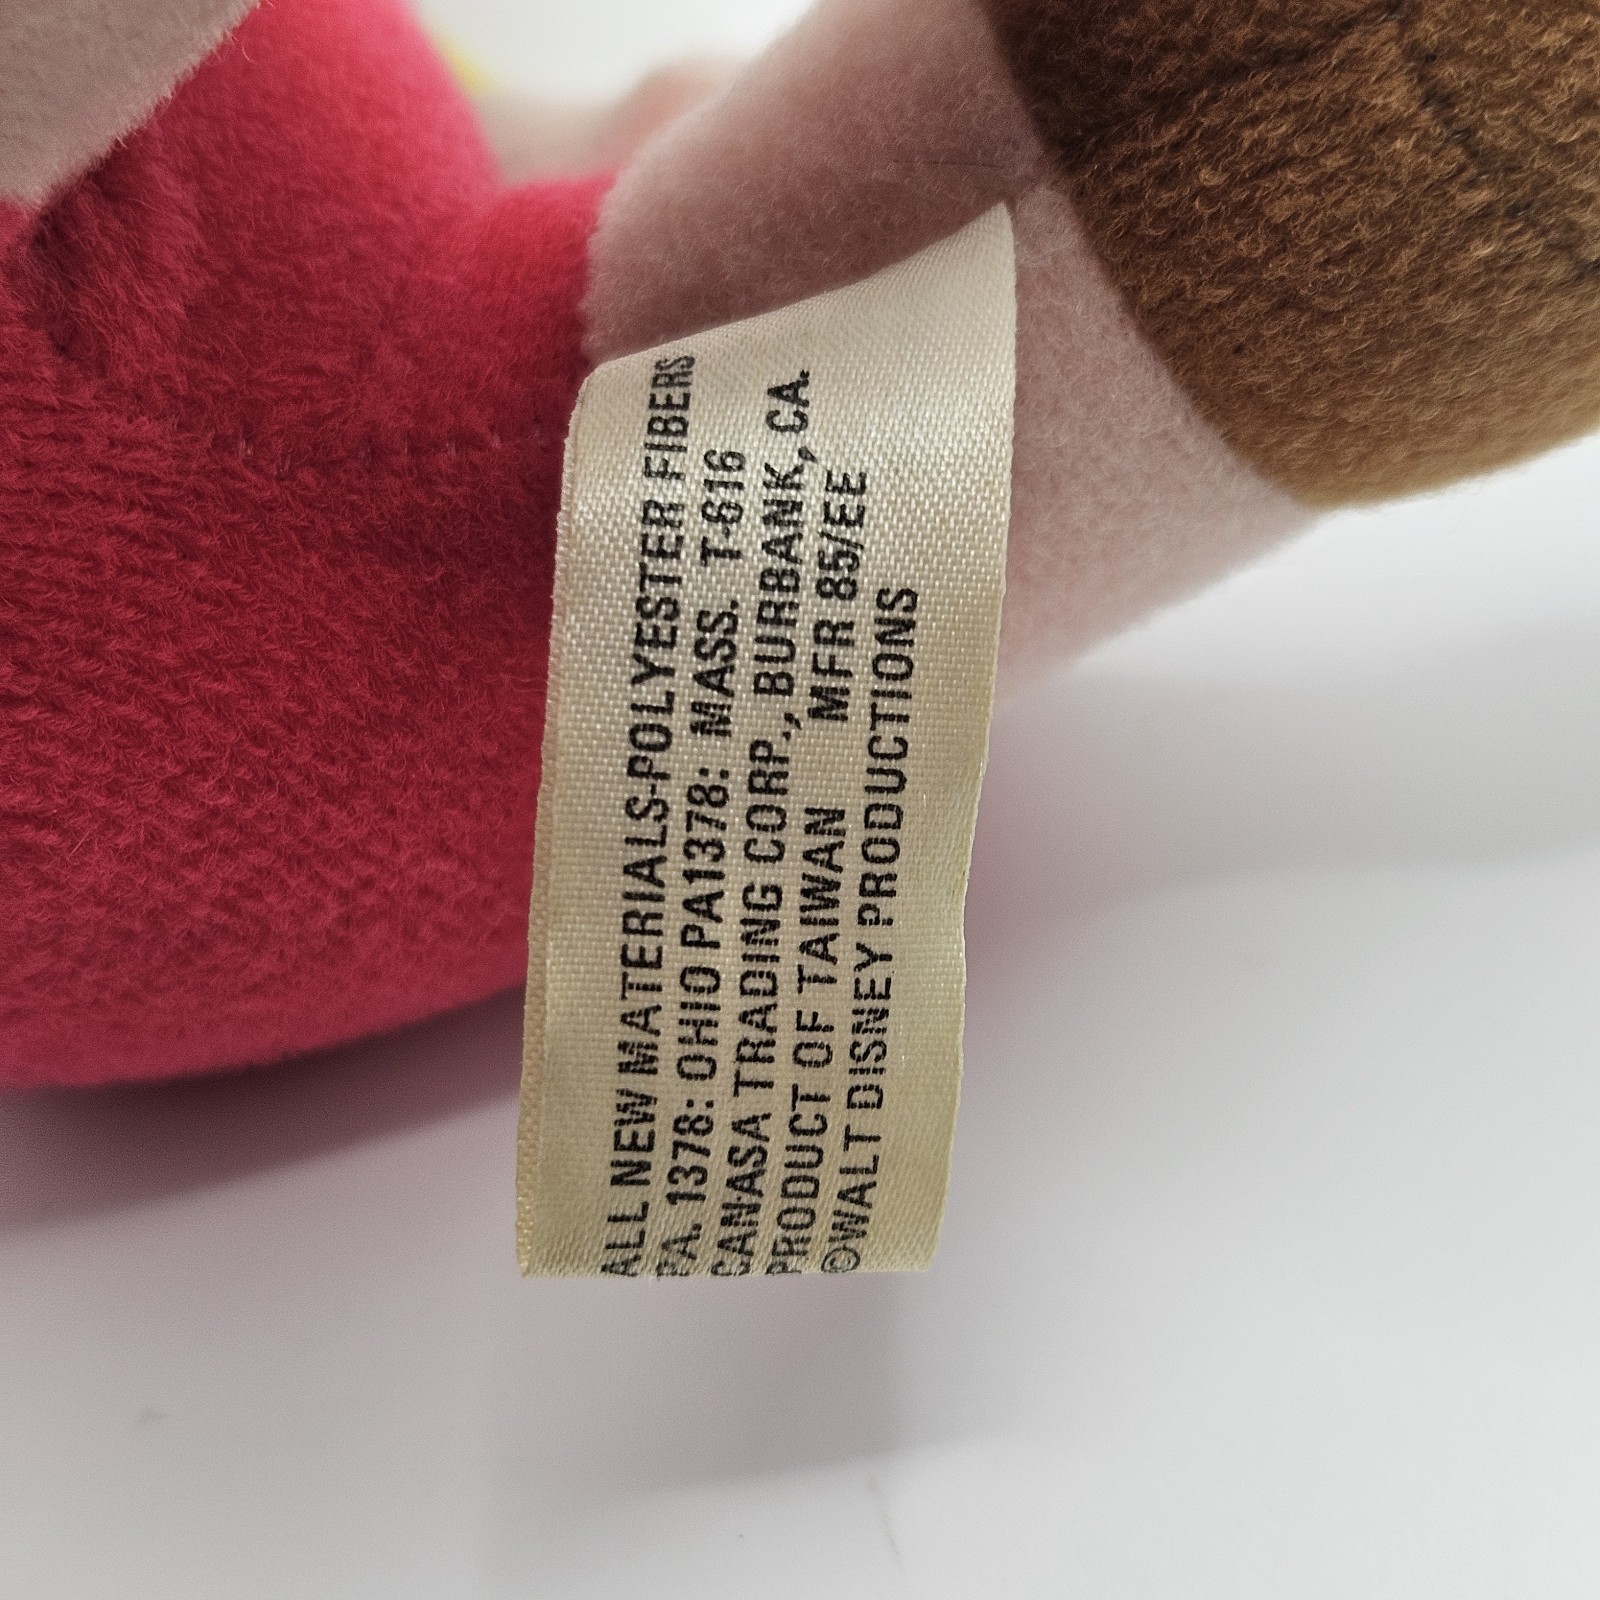 ALL NEW MATERIALS-POLYESTER FIBERS
PA. 1378: OHIO PA1378: MASS. T-616
CANASA TRADING CORP., BURBANK, CA.
PRODUCT OF TAIWAN MFR 85/EE
©WALT DISNEY PRODUCTIONS